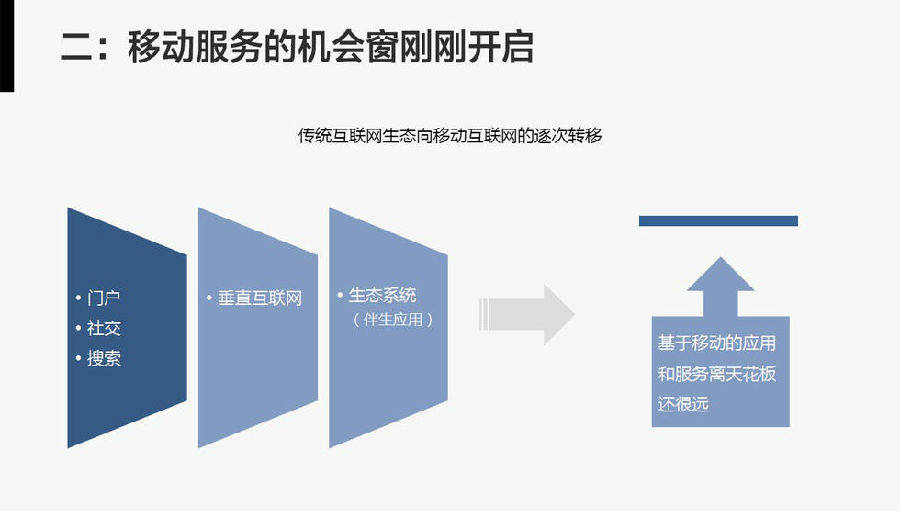 二：移动服务的机会窗刚刚开启
传统互联网生态向移动互联网的逐次转移
• 门户
• 社交
• 搜索
• 垂直互联网
• 生态系统
（伴生应用）
基于移动的应用
和服务离天花板
还很远